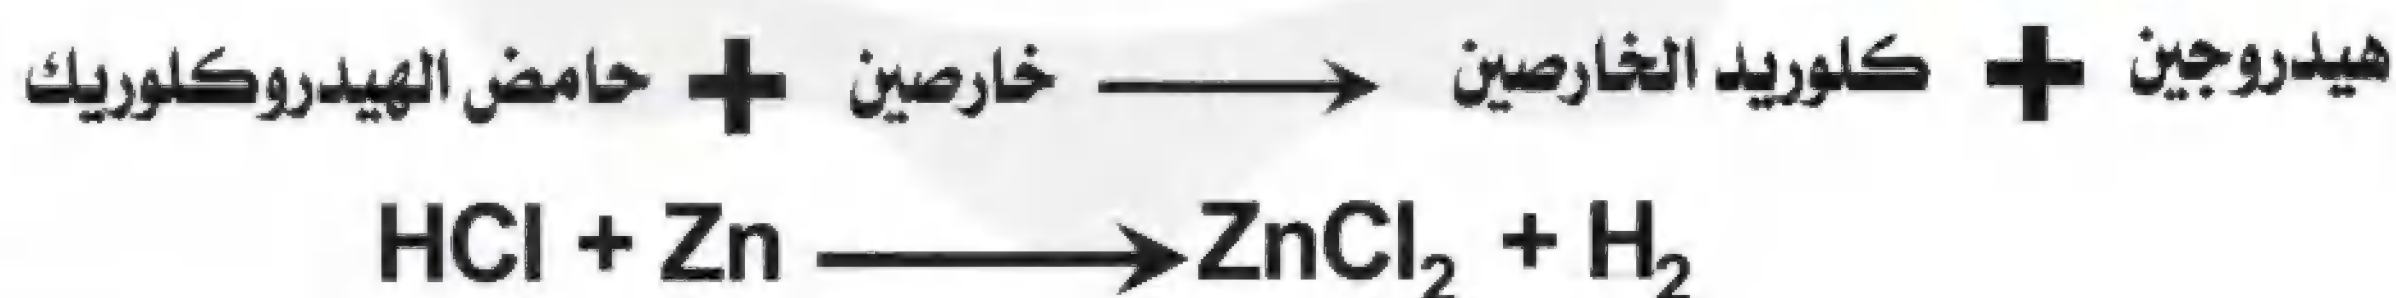 حامض الهيدروكلوريك + خارصين ⟶ كلوريد الخارصين + هيدروجين
HCl + Zn ⟶ ZnCl₂ + H₂